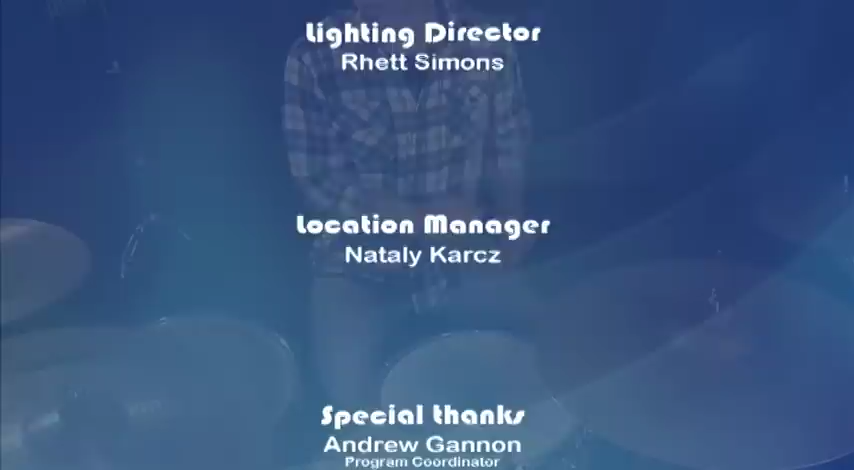 Lighting Director
Rhett Simons
Location Manager
Nataly Karcz
Special thanks
Andrew Gannon
Program Coordinator